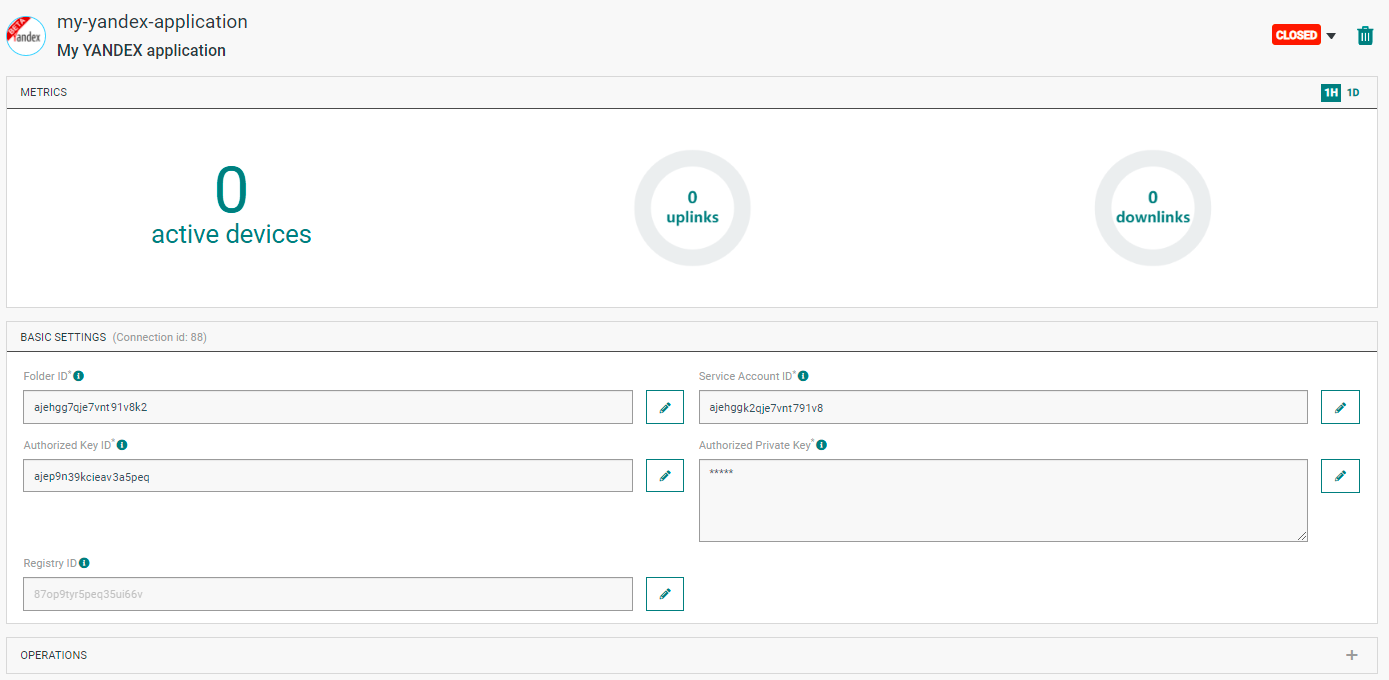 BETA
Yandex
my-yandex-application
My YANDEX application
CLOSED
METRICS
1H 1D
0
active devices
0
uplinks
0
downlinks
BASIC SETTINGS (Connection id: 88)
Folder ID*
ajehgg7qje7vnt91v8k2
Service Account ID*
ajehggk2qje7vnt791v8
Authorized Key ID*
ajep9n39kcieav3a5peq
Authorized Private Key*
*****
Registry ID
87op9tyr5peq35ui66v
OPERATIONS